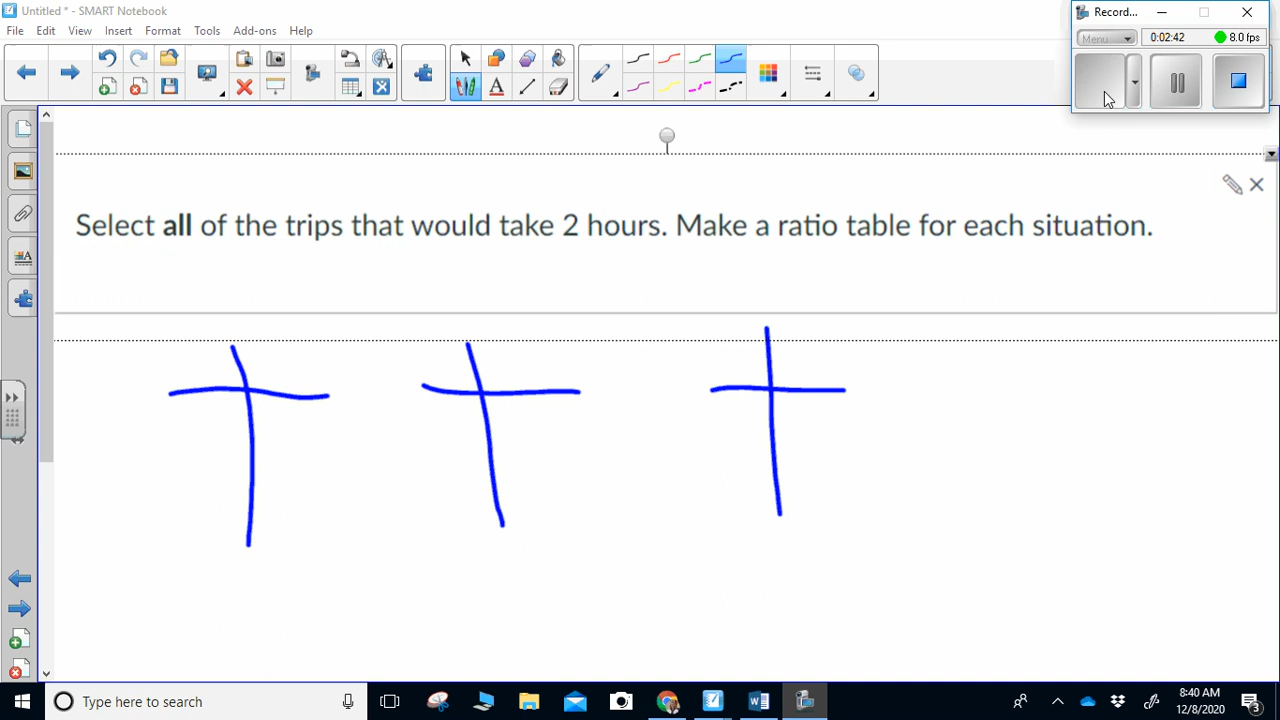 Untitled * - SMART Notebook
Record...
File Edit View Insert Format Tools Add-ons Help
Menu 0:02:42 8.0 fps
Select all of the trips that would take 2 hours. Make a ratio table for each situation.
Type here to search
8:40 AM
12/8/2020
3